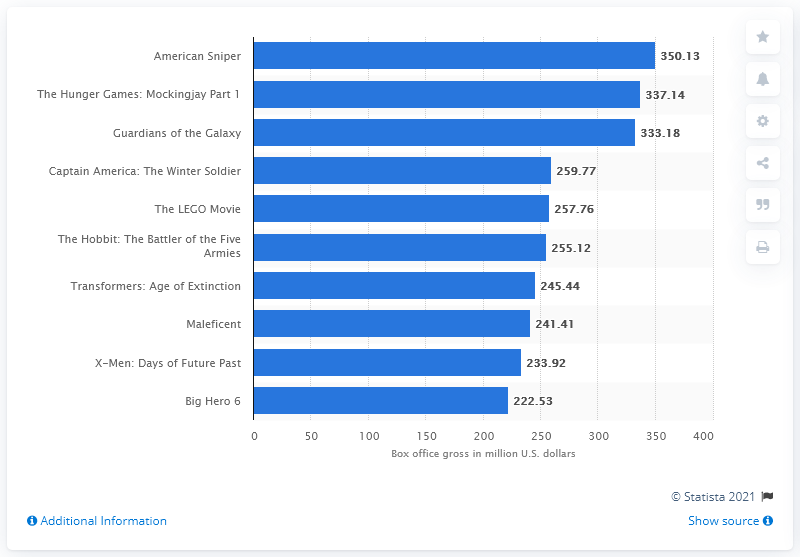 American Sniper 350.13
The Hunger Games: Mockingjay Part 1 337.14
Guardians of the Galaxy 333.18
Captain America: The Winter Soldier 259.77
The LEGO Movie 257.76
The Hobbit: The Battler of the Five
Armies 255.12
Transformers: Age of Extinction 245.44
Maleficent 241.41
X-Men: Days of Future Past 233.92
Big Hero 6 222.53
0 50 100 150 200 250 300 350 400
Box office gross in million U.S. dollars
© Statista 2021
Additional Information Show source